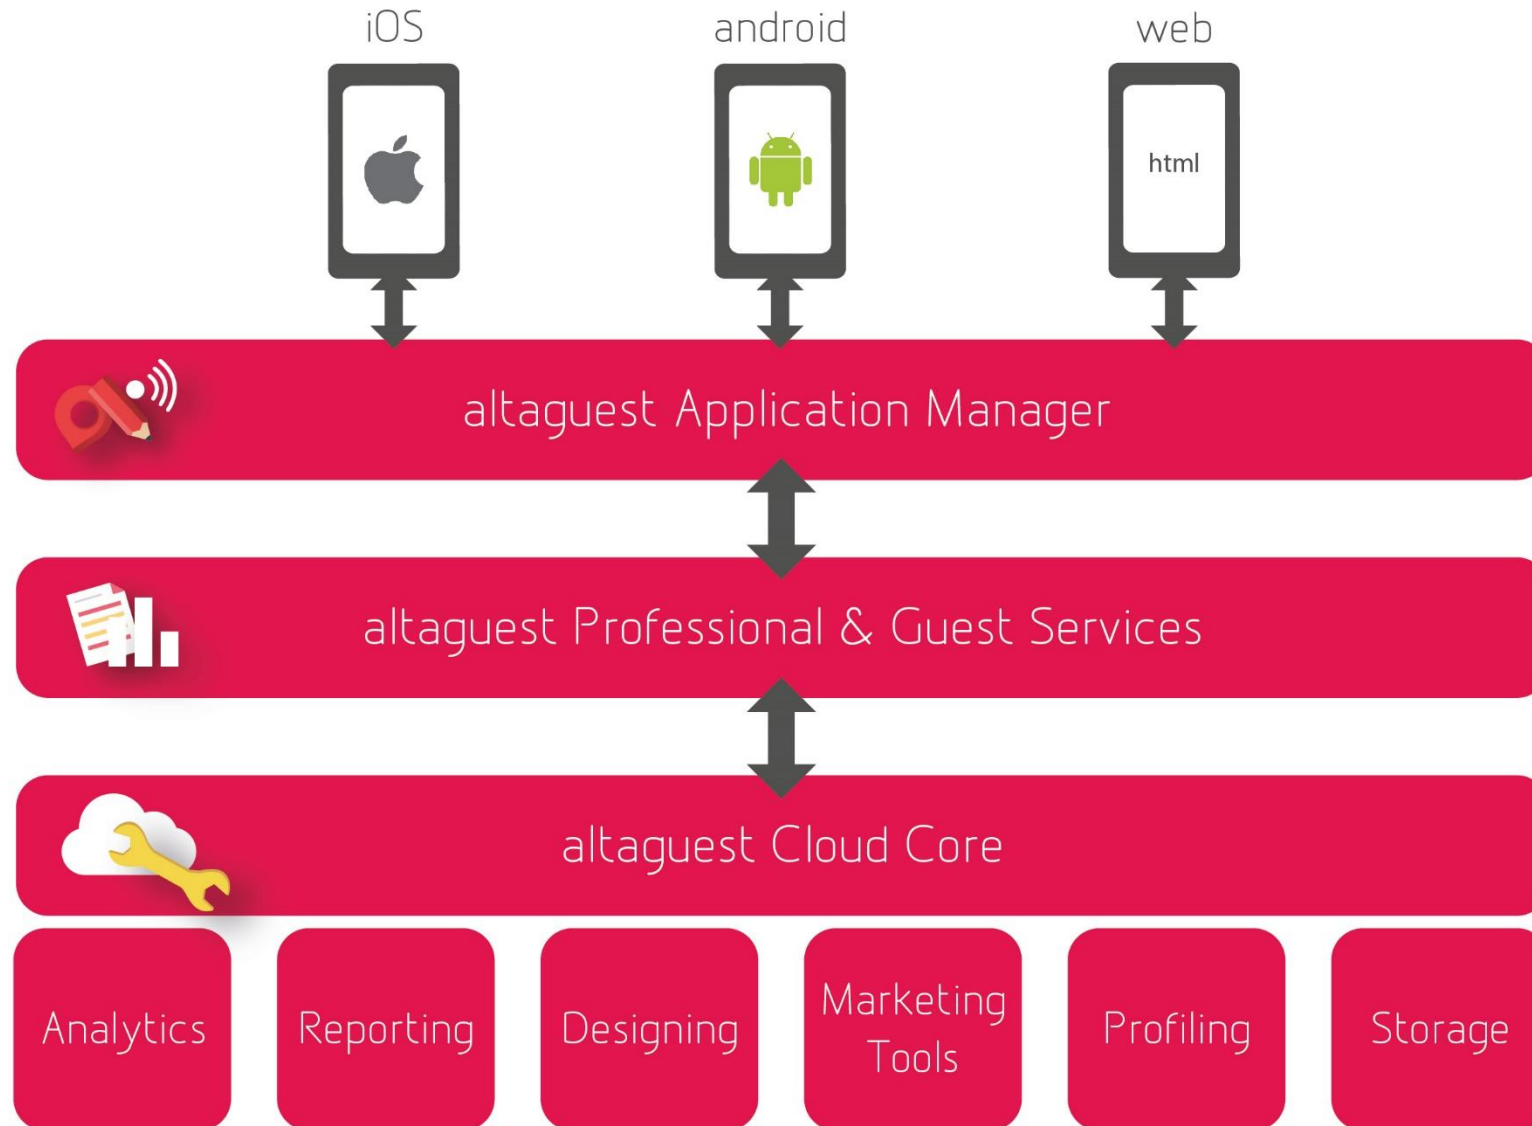 iOS
android
web
html
altaguest Application Manager
altaguest Professional & Guest Services
altaguest Cloud Core
Analytics
Reporting
Designing
Marketing
Tools
Profiling
Storage